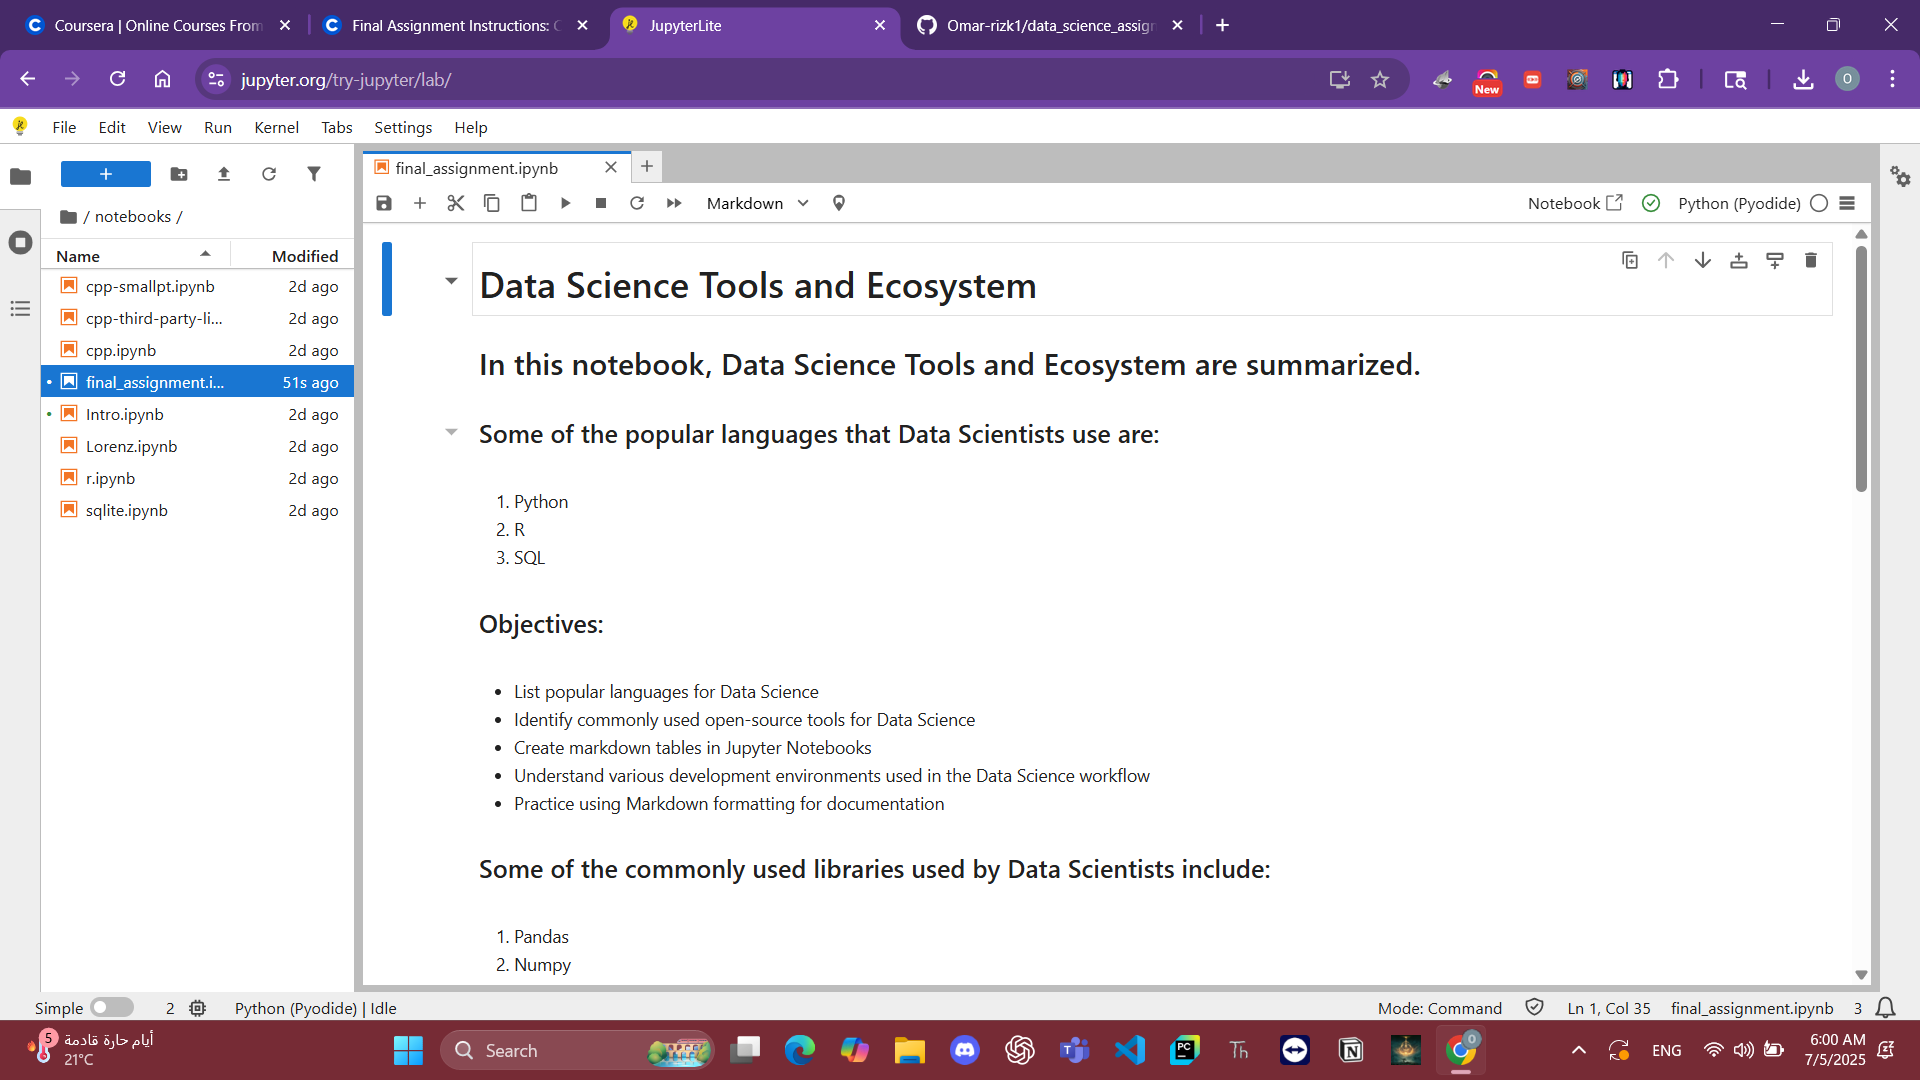 Coursera | Online Courses From
Final Assignment Instructions: C
JupyterLite
Omar-rizk1/data_science_assign
jupyter.org/try-jupyter/lab/
New
O
File Edit View Run Kernel Tabs Settings Help
/ notebooks /
Name Modified
cpp-smallpt.ipynb 2d ago
cpp-third-party-li... 2d ago
cpp.ipynb 2d ago
final_assignment.i... 51s ago
Intro.ipynb 2d ago
Lorenz.ipynb 2d ago
r.ipynb 2d ago
sqlite.ipynb 2d ago
final_assignment.ipynb
Markdown
Notebook
Python (Pyodide)
Data Science Tools and Ecosystem
In this notebook, Data Science Tools and Ecosystem are summarized.
Some of the popular languages that Data Scientists use are:
1. Python
2. R
3. SQL
Objectives:
• List popular languages for Data Science
• Identify commonly used open-source tools for Data Science
• Create markdown tables in Jupyter Notebooks
• Understand various development environments used in the Data Science workflow
• Practice using Markdown formatting for documentation
Some of the commonly used libraries used by Data Scientists include:
1. Pandas
2. Numpy
Simple 2 Python (Pyodide) | Idle
Mode: Command Ln 1, Col 35 final_assignment.ipynb 3
5
أيام حارة قادمة
21°C
Search
PC
Th
ENG
6:00 AM
7/5/2025